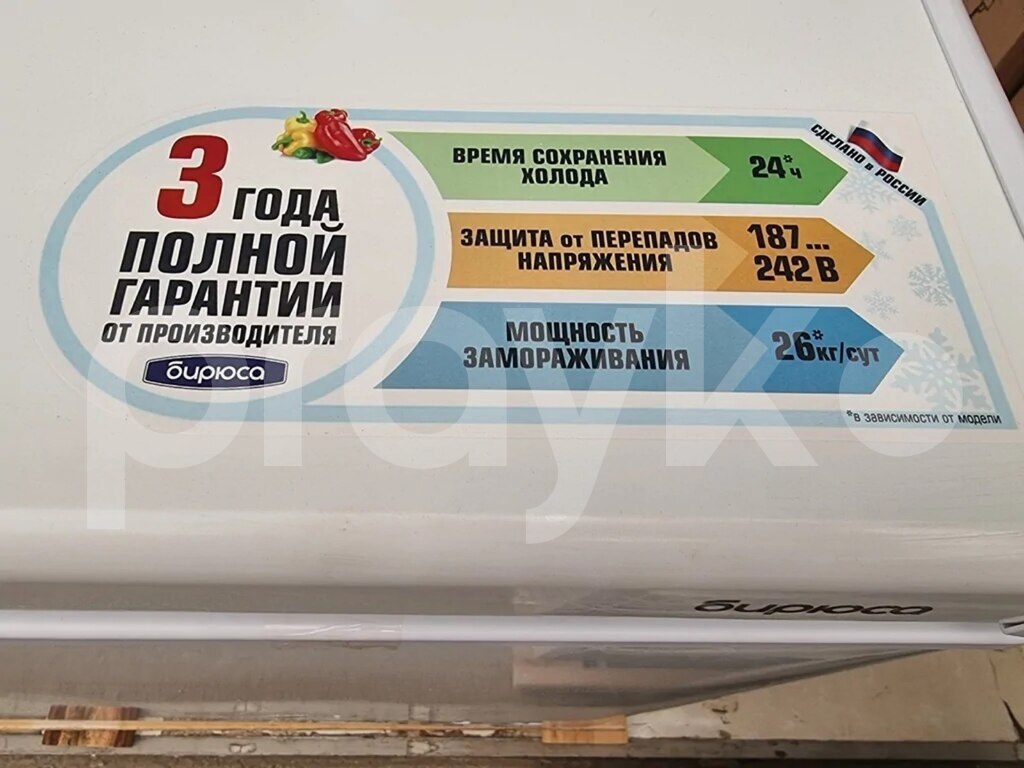 3 ГОДА
ПОЛНОЙ
ГАРАНТИИ
ОТ ПРОИЗВОДИТЕЛЯ
бирюса
ВРЕМЯ СОХРАНЕНИЯ
ХОЛОДА
24*ч
ЗАЩИТА от ПЕРЕПАДОВ
НАПРЯЖЕНИЯ
187...
242 В
МОЩНОСТЬ
ЗАМОРАЖИВАНИЯ
26*кг/сут
СДЕЛАНО в РОССИИ
*в зависимости от модели
prayko
бирюса